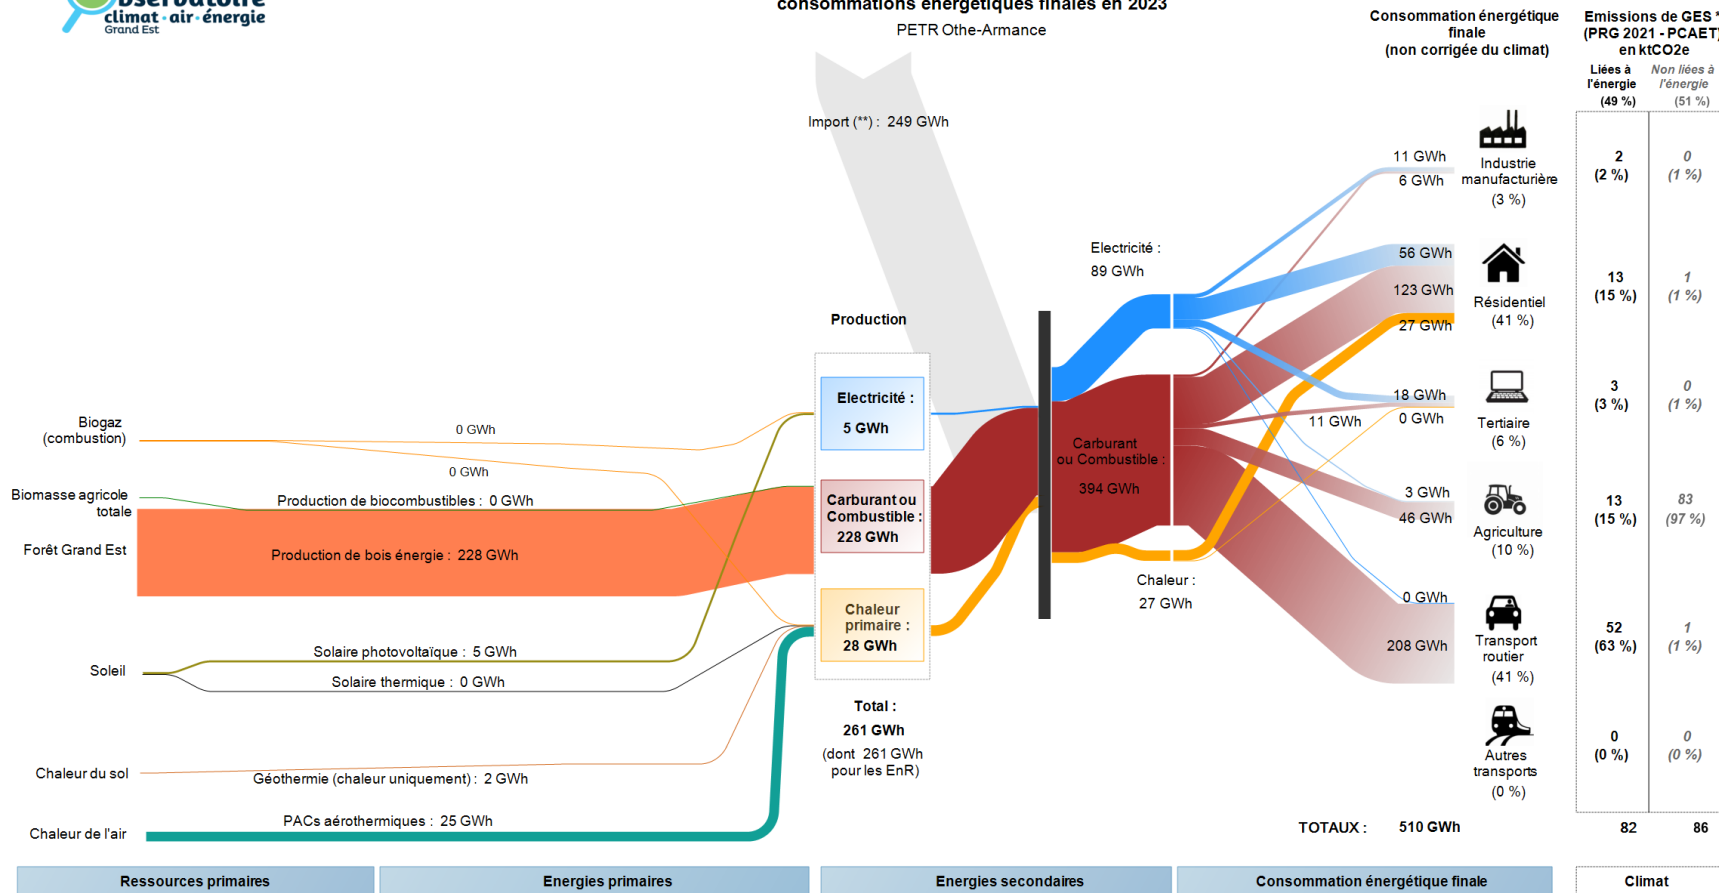 climat · air · énergie
Grand Est
consommations énergétiques finales en 2023
PETR Othe-Armance
Consommation énergétique
finale
(non corrigée du climat)
Emissions de GES *
(PRG 2021 - PCAET)
en ktCO2e
Liées à
l'énergie
(49 %)
Non liées à
l'énergie
(51 %)
Import (**) : 249 GWh
11 GWh
6 GWh
Industrie
manufacturière
(3 %)
2
(2 %)
0
(1 %)
Electricité :
89 GWh
56 GWh
123 GWh
27 GWh
Résidentiel
(41 %)
13
(15 %)
1
(1 %)
Production
Electricité :
5 GWh
18 GWh
0 GWh
11 GWh
Tertiaire
(6 %)
3
(3 %)
0
(1 %)
Biogaz
(combustion)
0 GWh
0 GWh
Biomasse agricole
totale
Production de biocombustibles : 0 GWh
Carburant ou
Combustible :
228 GWh
Carburant
ou Combustible :
394 GWh
3 GWh
46 GWh
Agriculture
(10 %)
13
(15 %)
83
(97 %)
Forêt Grand Est
Production de bois énergie : 228 GWh
Chaleur
primaire :
28 GWh
Chaleur :
27 GWh
0 GWh
208 GWh
Transport
routier
(41 %)
52
(63 %)
1
(1 %)
Soleil
Solaire photovoltaïque : 5 GWh
Solaire thermique : 0 GWh
Total :
261 GWh
(dont 261 GWh
pour les EnR)
Autres
transports
(0 %)
0
(0 %)
0
(0 %)
Chaleur du sol
Géothermie (chaleur uniquement) : 2 GWh
Chaleur de l'air
PACs aérothermiques : 25 GWh
TOTAUX : 510 GWh
82
86
Ressources primaires
Energies primaires
Energies secondaires
Consommation énergétique finale
Climat